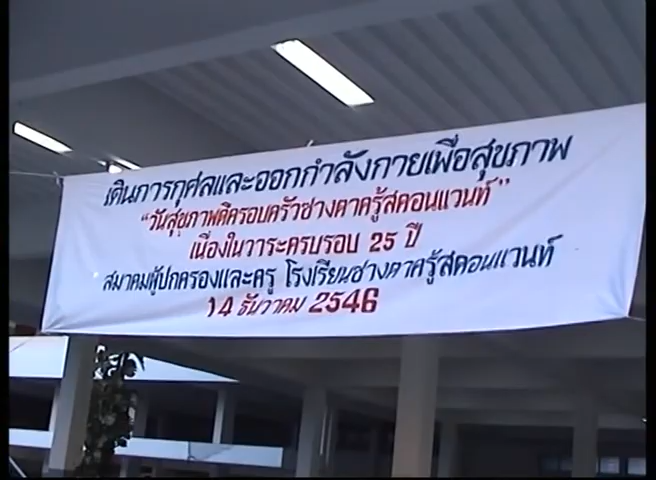 เดินการกุศลและออกกำลังกายเพื่อสุขภาพ
"วันสุขภาพดีครอบครัวซางตาครู้สคอนแวนท์"
เนื่องในวาระครบรอบ 25 ปี
สมาคมผู้ปกครองและครู โรงเรียนซางตาครู้สคอนแวนท์
14 ธันวาคม 2546